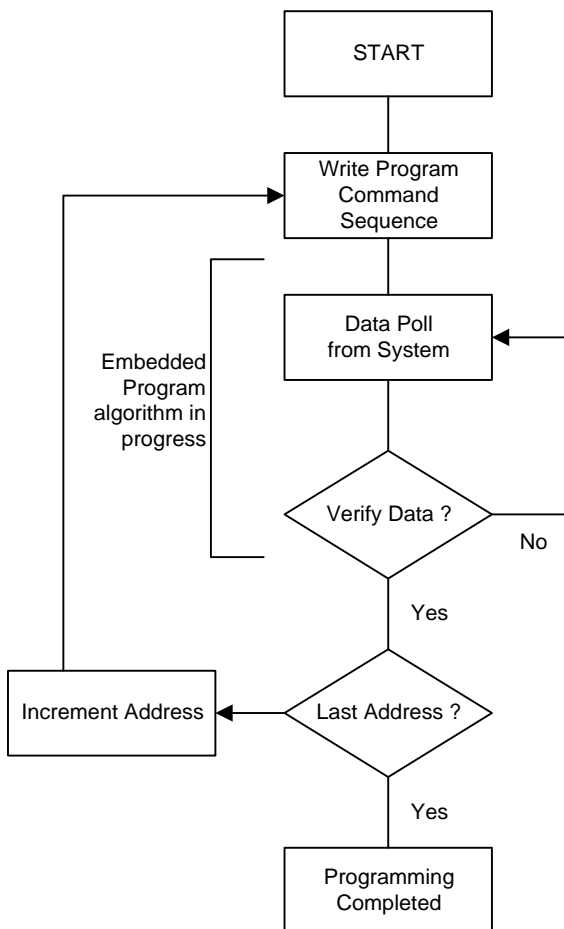 START
Write Program
Command
Sequence
Data Poll
from System
Embedded
Program
algorithm in
progress
Verify Data ?
No
Yes
Increment Address
Last Address ?
Yes
Programming
Completed